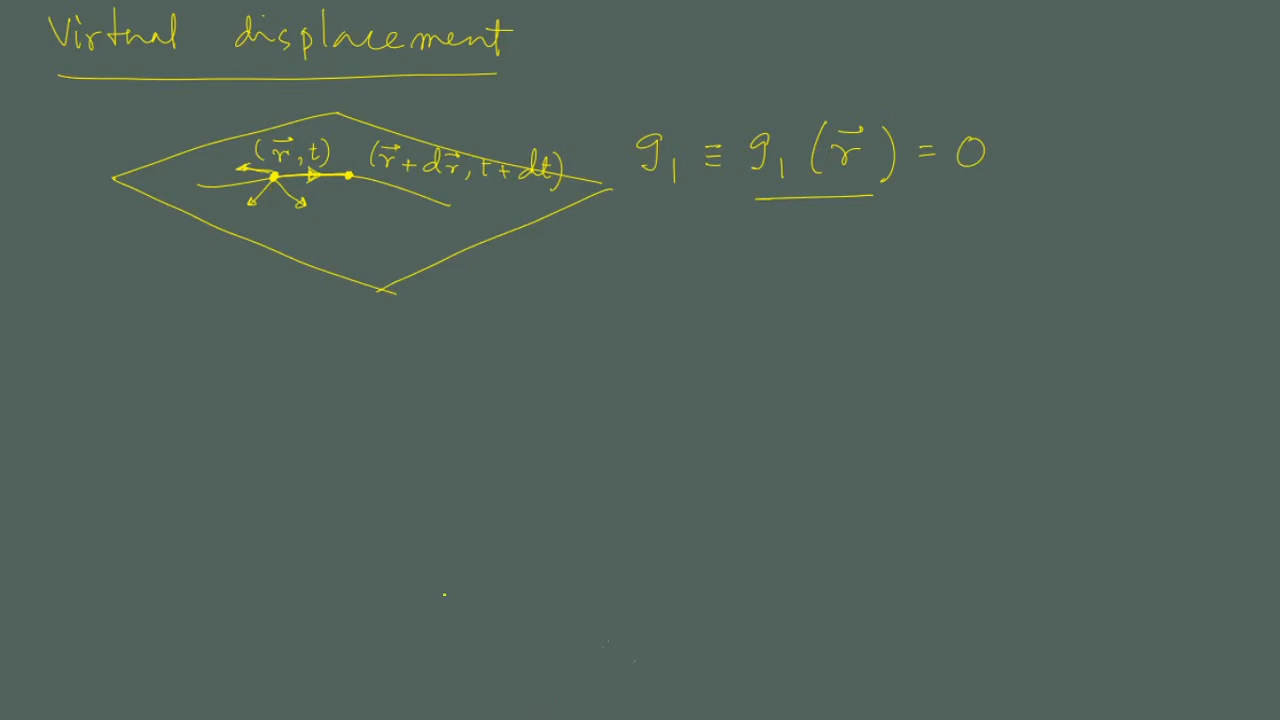 Virtual displacement
(r⃗, t) (r⃗ + dr⃗, t + dt) g₁ ≡ g₁ (r⃗) = 0